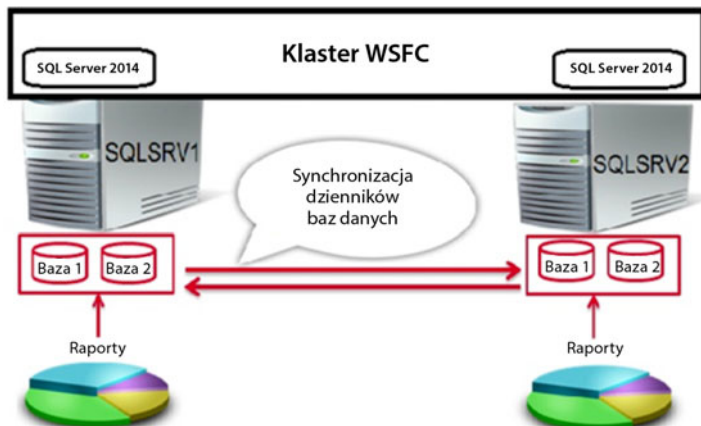 Klaster WSFC
SQL Server 2014
SQL Server 2014
SQLSRV1
SQLSRV2
Synchronizacja
dzienników
baz danych
Baza 1
Baza 2
Baza 1
Baza 2
Raporty
Raporty